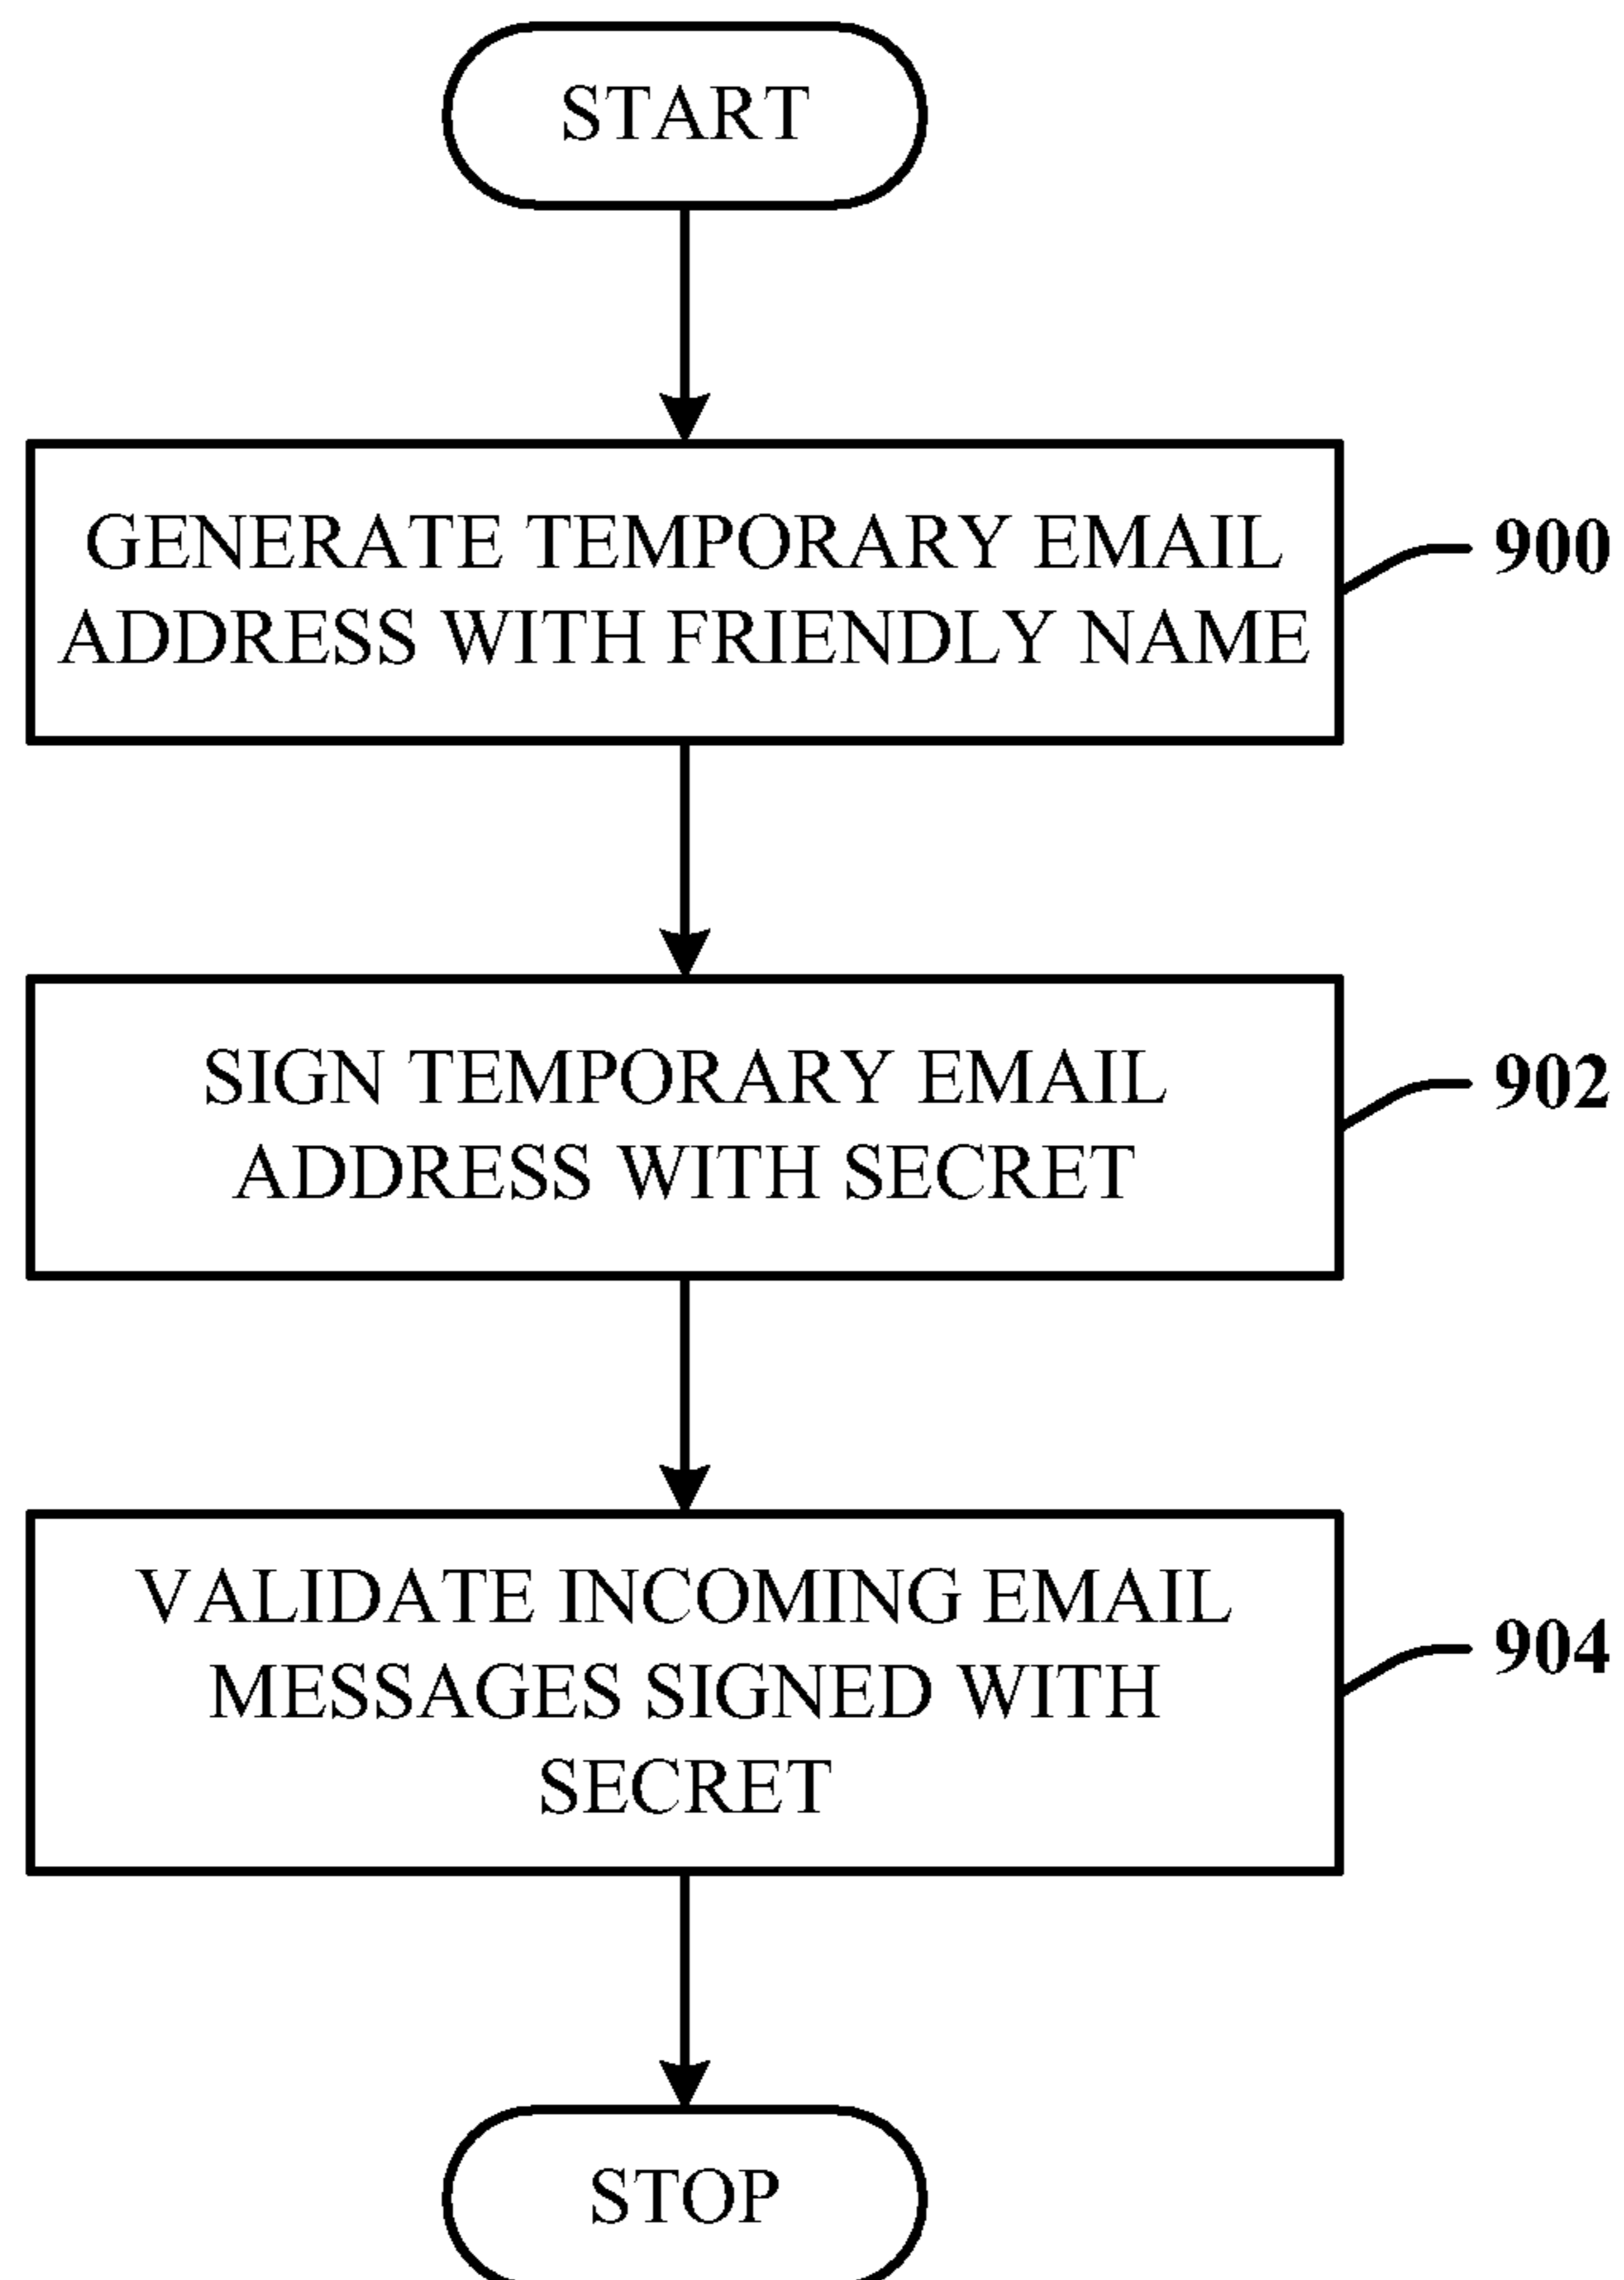 START
GENERATE TEMPORARY EMAIL
ADDRESS WITH FRIENDLY NAME
900
SIGN TEMPORARY EMAIL
ADDRESS WITH SECRET
902
VALIDATE INCOMING EMAIL
MESSAGES SIGNED WITH
SECRET
904
STOP